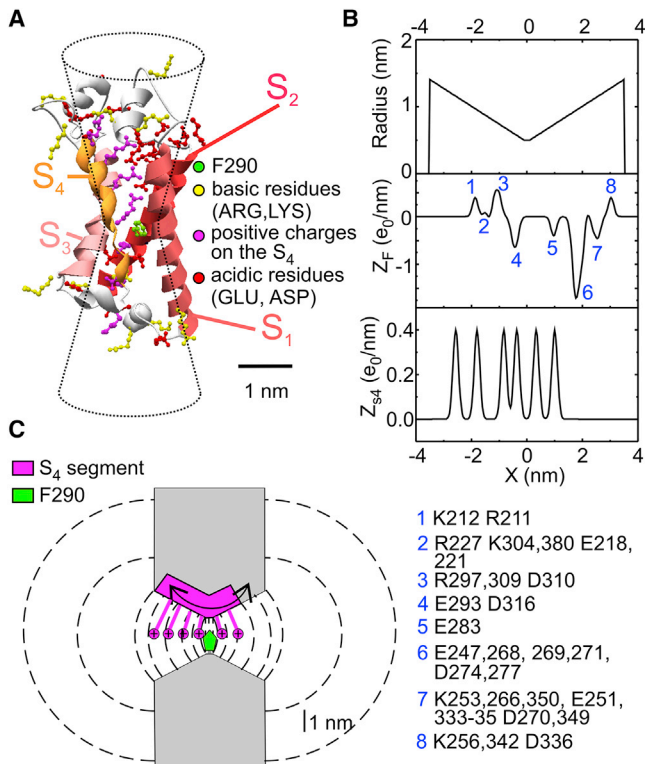 A
S4
S3
S2
S1
F290
basic residues
(ARG,LYS)
positive charges
on the S4
acidic residues
(GLU, ASP)
1 nm
B
-4 -2 0 2 4
Radius (nm)
2
1
0
ZF (e0/nm)
0
-1
1
2
3
4
5
6
7
8
Zs4 (e0/nm)
0.4
0.2
0.0
-4 -2 0 2 4
X (nm)
C
S4 segment
F290
+ + + + + +
1 nm
1 K212 R211
2 R227 K304,380 E218,
221
3 R297,309 D310
4 E293 D316
5 E283
6 E247,268, 269,271,
D274,277
7 K253,266,350, E251,
333-35 D270,349
8 K256,342 D336